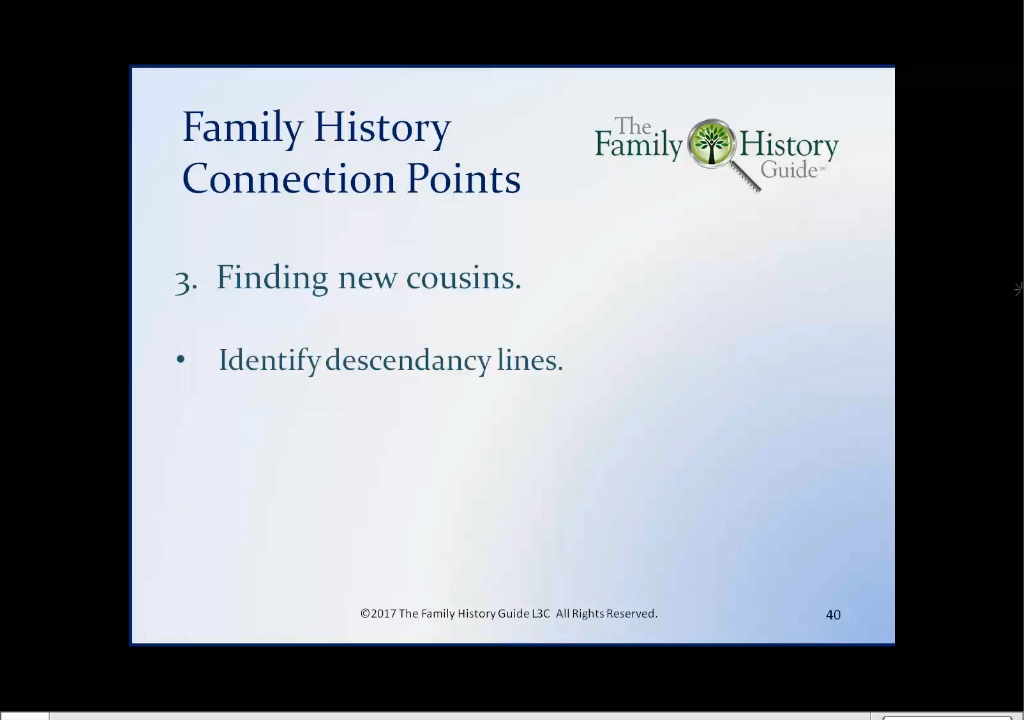 Family History
Connection Points
The
Family History
Guide™
3. Finding new cousins.
• Identify descendancy lines.
©2017 The Family History Guide L3C All Rights Reserved.
40